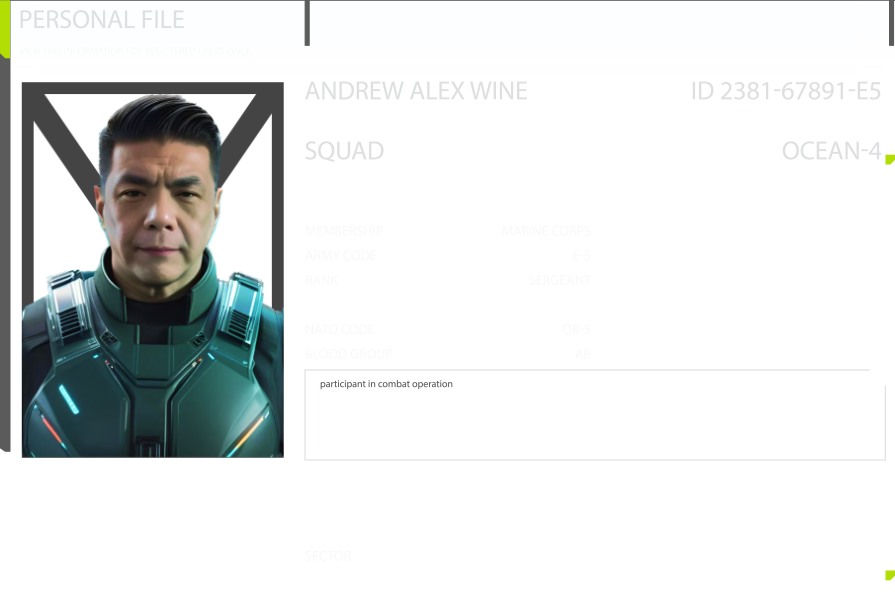 PERSONAL FILE
ANDREW ALEX WINE ID 2381-67891-E5
SQUAD OCEAN-4
MEMBERSHIP MARINE CORPS
ARMY CODE E-5
RANK SERGEANT
NATO CODE OR-5
BLOOD GROUP AB
participant in combat operation
SECTOR